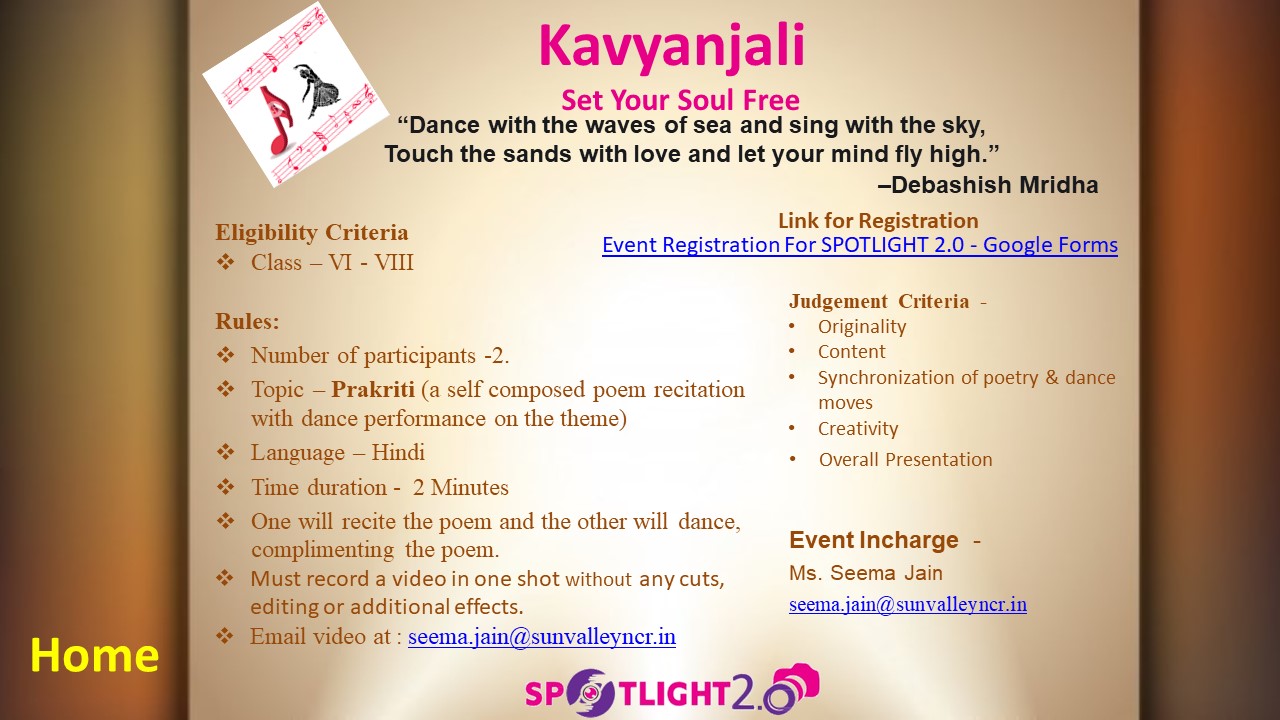 Kavyanjali
Set Your Soul Free
“Dance with the waves of sea and sing with the sky,
Touch the sands with love and let your mind fly high.”
–Debashish Mridha
Eligibility Criteria
❖ Class – VI - VIII
Rules:
❖ Number of participants -2.
❖ Topic – Prakriti (a self composed poem recitation
with dance performance on the theme)
❖ Language – Hindi
❖ Time duration - 2 Minutes
❖ One will recite the poem and the other will dance,
complimenting the poem.
❖ Must record a video in one shot without any cuts,
editing or additional effects.
❖ Email video at : seema.jain@sunvalleyncr.in
Link for Registration
Event Registration For SPOTLIGHT 2.0 - Google Forms
Judgement Criteria -
• Originality
• Content
• Synchronization of poetry & dance
moves
• Creativity
• Overall Presentation
Event Incharge -
Ms. Seema Jain
seema.jain@sunvalleyncr.in
Home
SPOTLIGHT2.0